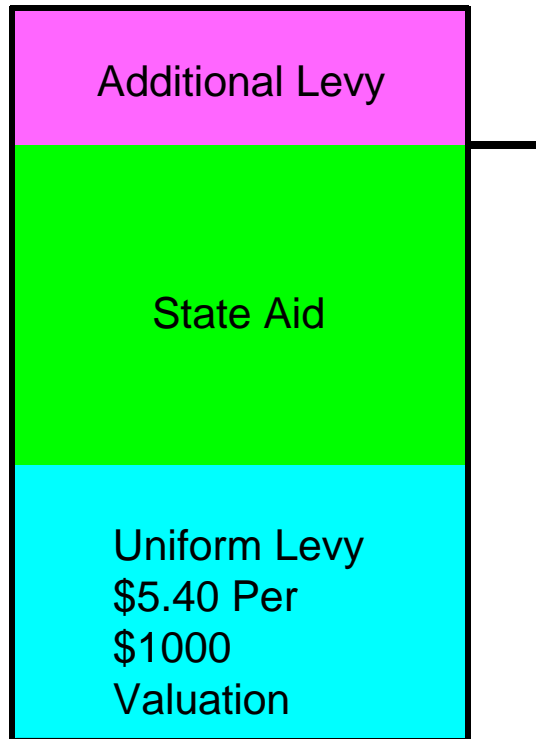 Additional Levy
State Aid
Uniform Levy
$5.40 Per
$1000
Valuation